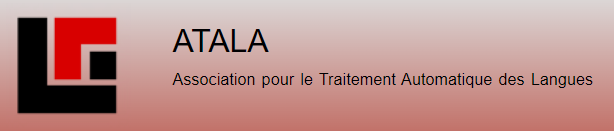 ATALA
Association pour le Traitement Automatique des Langues